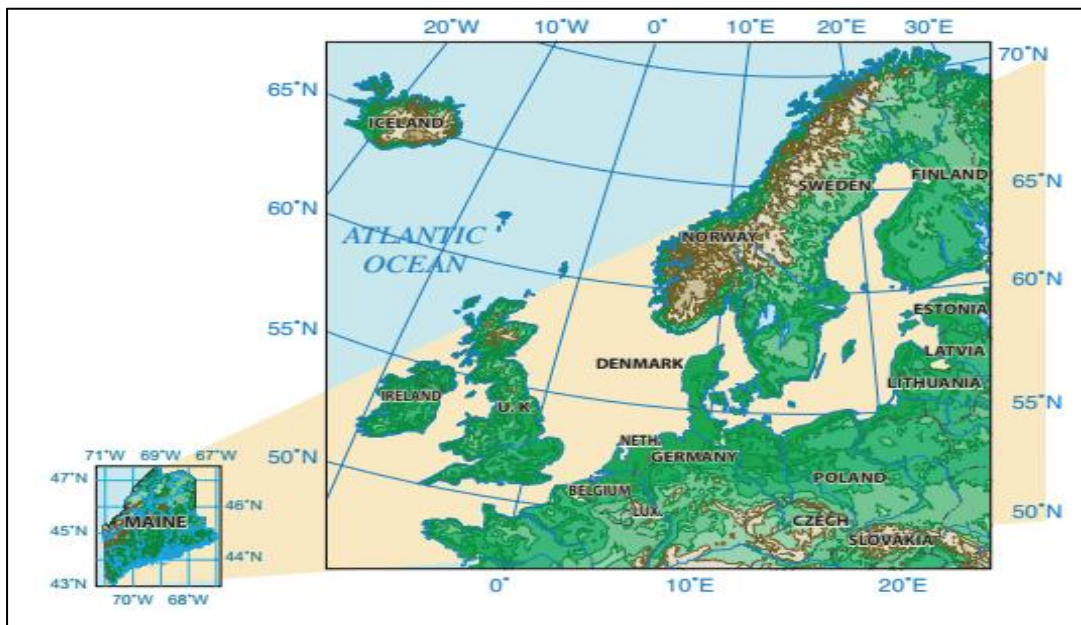 20˚W 10˚W 0˚ 10˚E 20˚E 30˚E
70˚N
65˚N
ICELAND
FINLAND
SWEDEN
65˚N
60˚N
ATLANTIC
OCEAN
NORWAY
60˚N
ESTONIA
55˚N
LATVIA
DENMARK
LITHUANIA
IRELAND
U. K.
55˚N
NETH.
GERMANY
50˚N
POLAND
BELGIUM
LUX.
CZECH
50˚N
SLOVAKIA
0˚ 10˚E 20˚E
71˚W 69˚W 67˚W
47˚N
46˚N
MAINE
45˚N
44˚N
43˚N
70˚W 68˚W